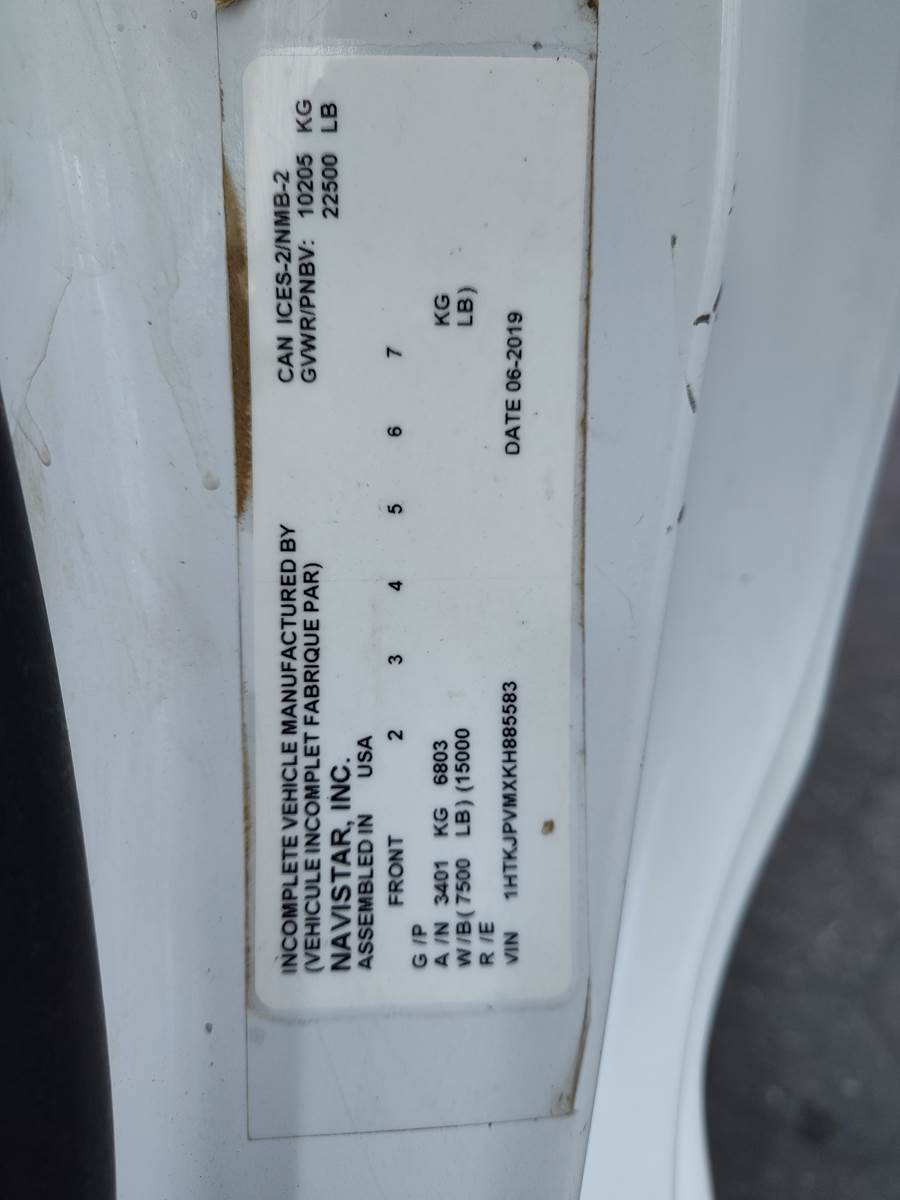 INCOMPLETE VEHICLE MANUFACTURED BY
(VEHICULE INCOMPLET FABRIQUE PAR)
NAVISTAR, INC.
ASSEMBLED IN USA
CAN ICES-2/NMB-2
GVWR/PNBV: 10205 KG
22500 LB
FRONT 2 3 4 5 6 7
G /P
A /N 3401 KG 6803 KG
W /B ( 7500 LB ) (15000 LB )
R /E
VIN 1HTKJPVMXKH885583 DATE 06-2019